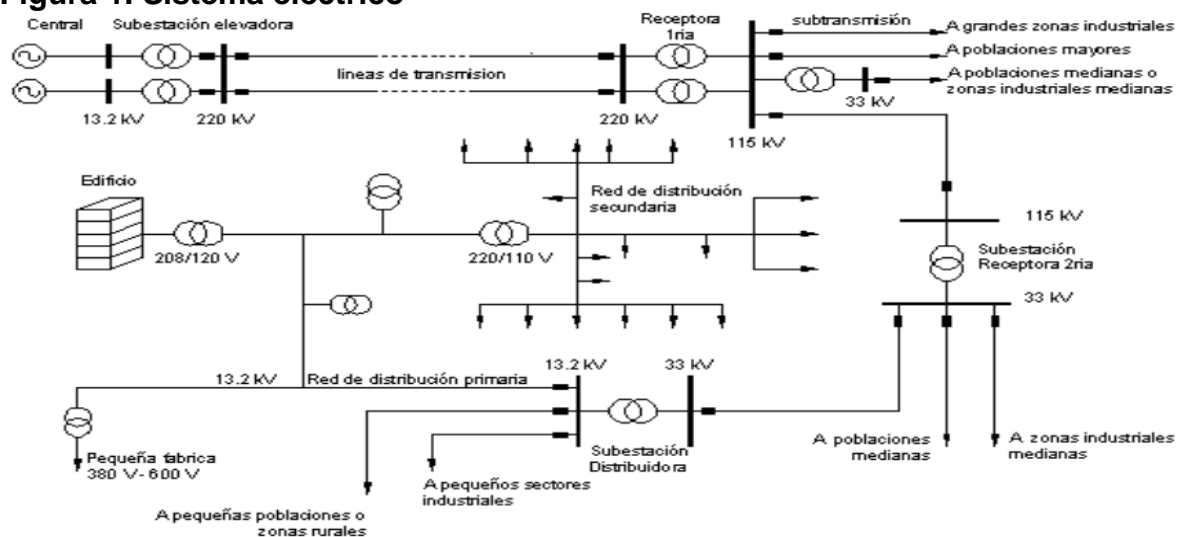 Figura 1. Sistema eléctrico
Central
Subestación elevadora
Receptora
1ria
subtransmisión
A grandes zonas industriales
A poblaciones mayores
A poblaciones medianas o
zonas industriales medianas
lineas de transmision
33 kV
13.2 kV
220 kV
220 kV
115 kV
Edificio
Red de distribución
secundaria
115 kV
208/120 V
220/110 V
Subestación
Receptora 2ria
33 kV
13.2 kV
Red de distribución primaria
13.2 kV
33 kV
Pequeña fabrica
380 V- 600 V
Subestación
Distribuidora
A poblaciones
medianas
A zonas industriales
medianas
A pequeños sectores
industriales
A pequeñas poblaciones o
zonas rurales